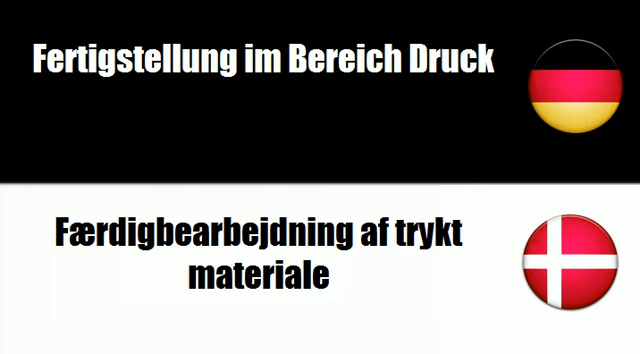 Fertigstellung im Bereich Druck
Færdigbearbejdning af trykt
materiale